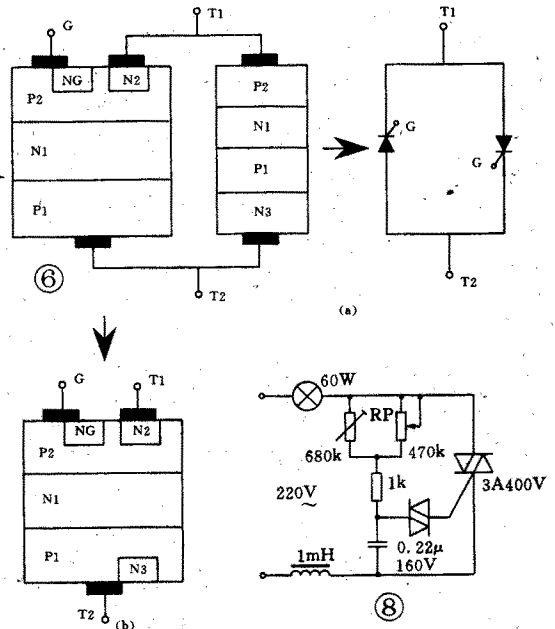 G
T1
NG
N2
P2
N1
P1
P2
N1
P1
N3
G
G
T2
T2
⑥
(a)
G
T1
NG
N2
P2
N1
P1
N3
T2
(b)
60W
RP
680k
470k
1k
3A400V
220V
~
0.22μ
160V
1mH
⑧
T1